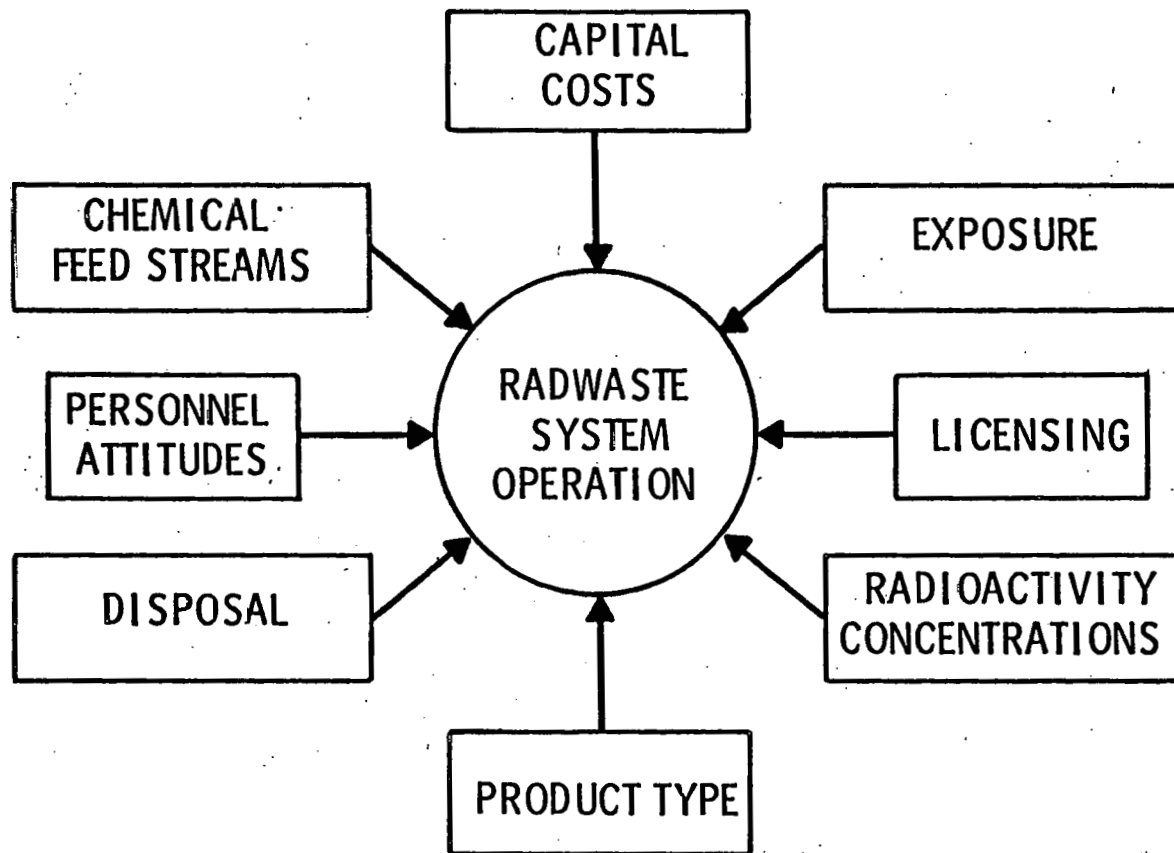 CAPITAL
COSTS
CHEMICAL
FEED STREAMS
EXPOSURE
PERSONNEL
ATTITUDES
RADWASTE
SYSTEM
OPERATION
LICENSING
DISPOSAL
RADIOACTIVITY
CONCENTRATIONS
PRODUCT TYPE